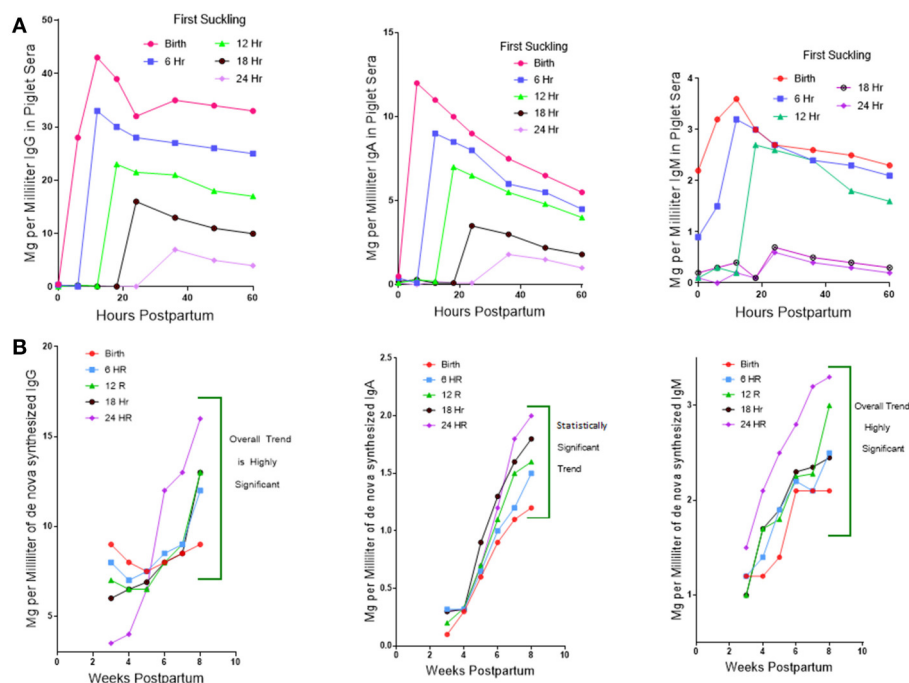 A
First Suckling
Birth
6 Hr
12 Hr
18 Hr
24 Hr
Mg per Milliliter IgG in Piglet Sera
50
40
30
20
10
0
0 20 40 60
Hours Postpartum
First Suckling
Birth
6 Hr
12 Hr
18 Hr
24 Hr
Mg per Milliliter IgA in Piglet Sera
15
10
5
0
0 20 40 60
Hours Postpartum
First Suckling
Birth
6 Hr
12 Hr
18 Hr
24 Hr
Mg per Milliliter IgM in Piglet Sera
4
3
2
1
0
0 20 40 60
Hours Postpartum
B
Birth
6 HR
12 R
18 Hr
24 HR
Overall Trend
is Highly
Significant
Mg per Milliliter of de nova synthesized IgG
20
15
10
5
0 2 4 6 8 10
Weeks Postpartum
Birth
6 HR
12 R
18 Hr
24 HR
Statistically
Significant
Trend
Mg per Milliliter of de nova synthesized IgA
2.5
2.0
1.5
1.0
0.5
0.0
0 2 4 6 8 10
Weeks Postpartum
Birth
6 HR
12 R
18 Hr
24 HR
Overall Trend
Highly
Significant
Mg per Milliliter of de nova synthesized IgM
3
2
1
0 2 4 6 8 10
Weeks Postpartum